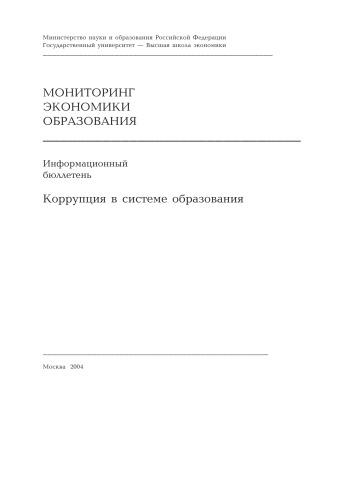 Министерство науки и образования Российской Федерации
Государственный университет — Высшая школа экономики
МОНИТОРИНГ
ЭКОНОМИКИ
ОБРАЗОВАНИЯ
Информационный
бюллетень
Коррупция в системе образования
Москва 2004